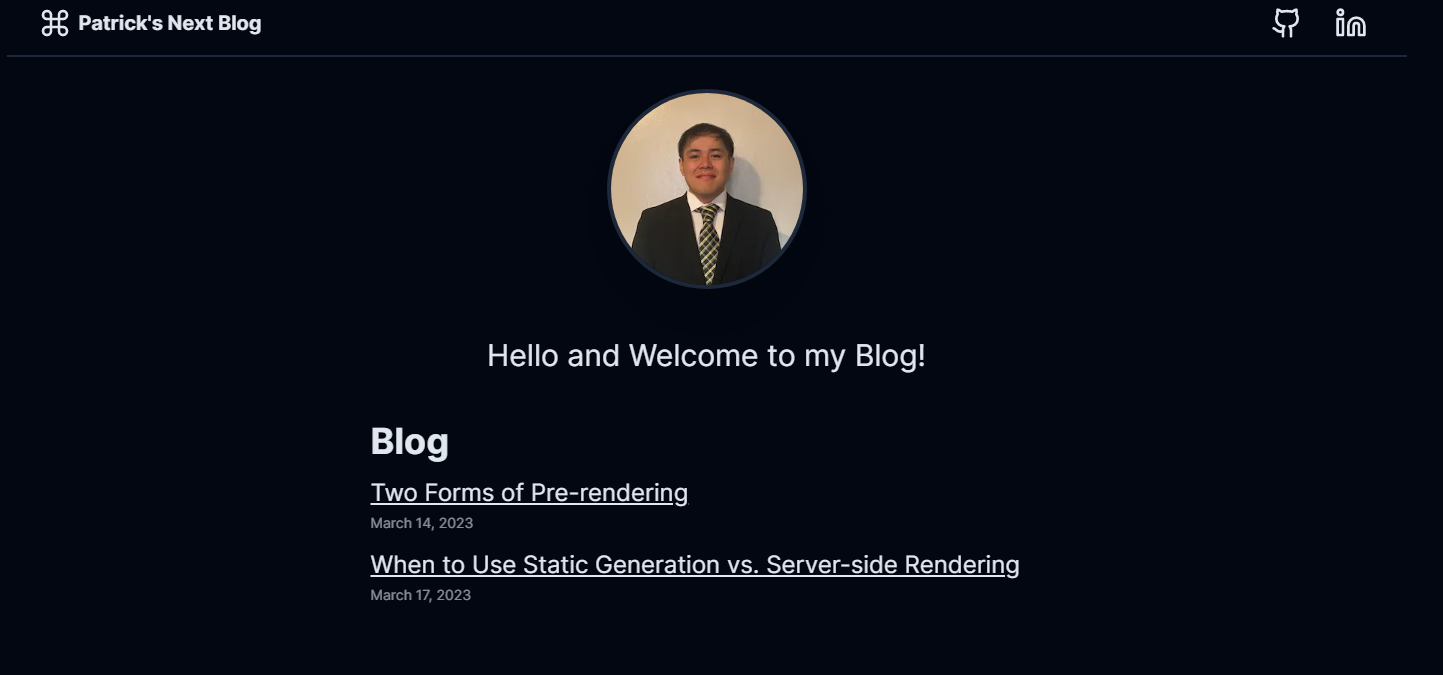 Patrick's Next Blog
Hello and Welcome to my Blog!
Blog
Two Forms of Pre-rendering
March 14, 2023
When to Use Static Generation vs. Server-side Rendering
March 17, 2023